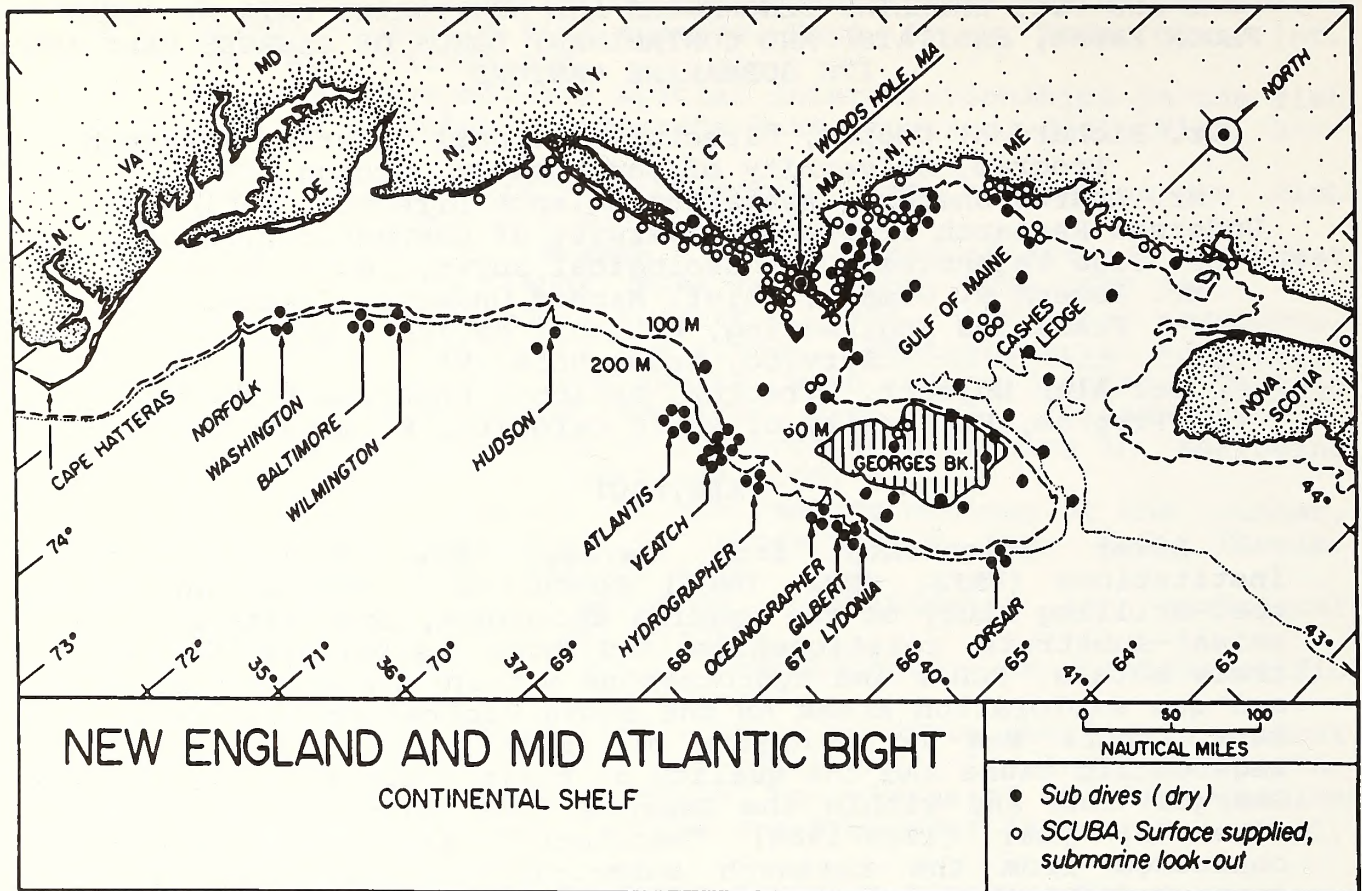 MD
VA
N.C.
DE
N.J.
N.Y.
CT
R.I.
WOODS HOLE, MA
MA
N.H.
ME
NORTH
GULF OF MAINE
CASHES
LEDGE
NOVA
SCOTIA
100 M
200 M
60 M
GEORGES BK.
CAPE HATTERAS
NORFOLK
WASHINGTON
BALTIMORE
WILMINGTON
HUDSON
ATLANTIS
VEATCH
HYDROGRAPHER
OCEANOGRAPHER
GILBERT
LYDONIA
CORSAIR
74°
73°
72°
35°
71°
36°
70°
37°
69°
68°
67°
66°
40°
65°
41°
64°
63°
43°
44°
NEW ENGLAND AND MID ATLANTIC BIGHT
CONTINENTAL SHELF
0 50 100
NAUTICAL MILES
Sub dives (dry)
SCUBA, Surface supplied,
submarine look-out